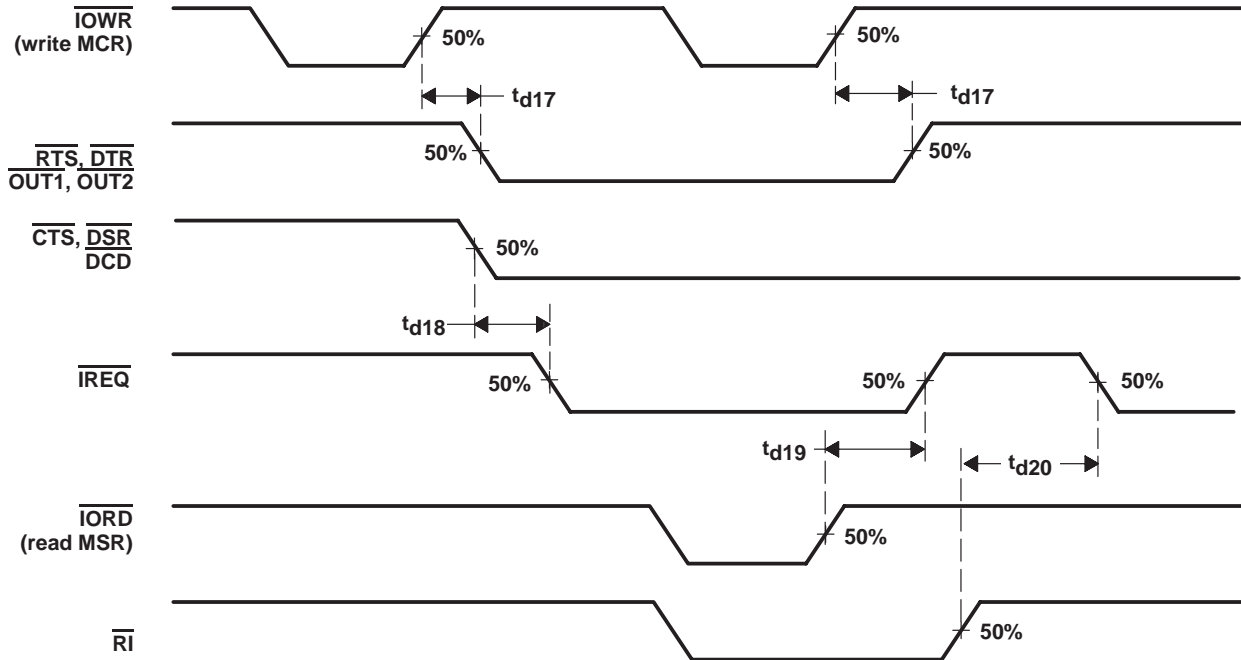 IOWR
(write MCR)
50%
50%
td17
td17
RTS, DTR
OUT1, OUT2
50%
50%
CTS, DSR
DCD
50%
td18
IREQ
50%
50%
50%
td19
td20
IORD
(read MSR)
50%
RI
50%